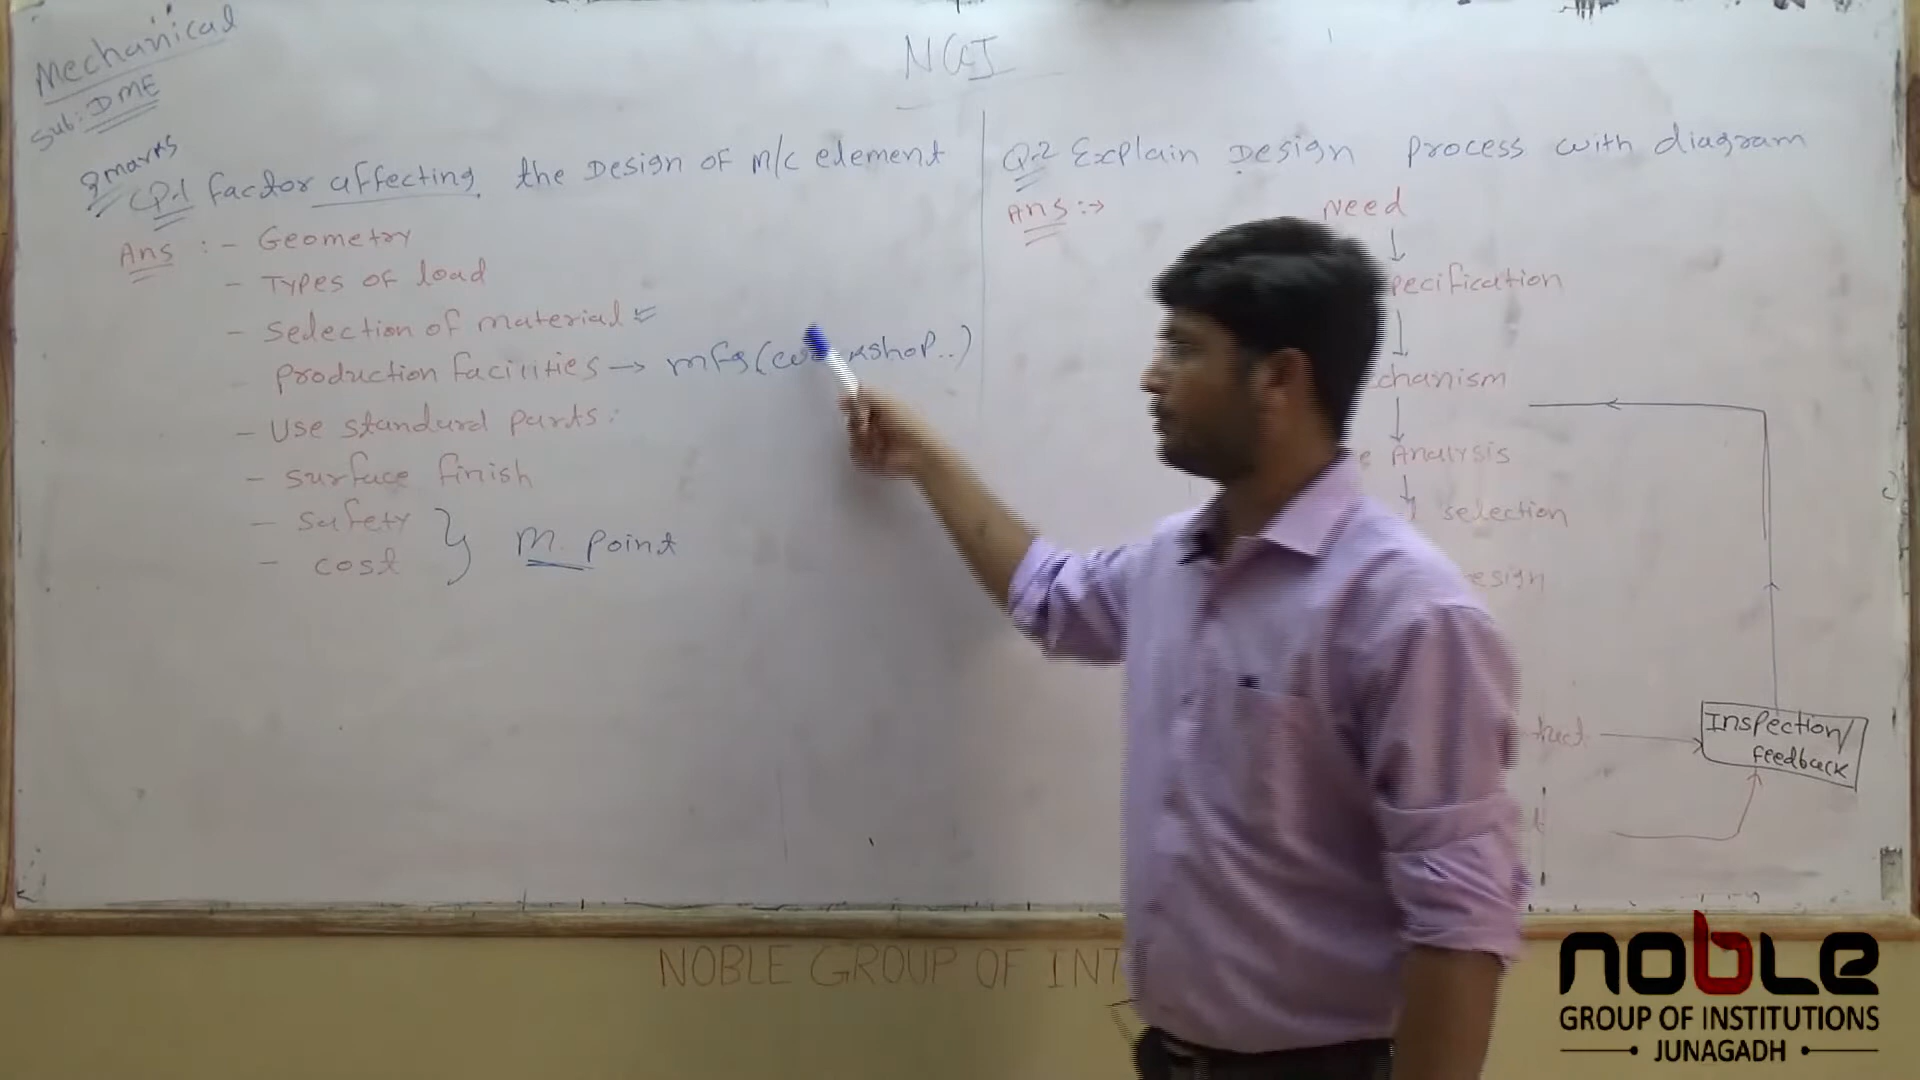 Mechanical
Sub: DME
NGI
3 marks
Q-1 factor affecting the Design of M/C element
Ans :- Geometry
- Types of load
- Selection of material
Production facilities → mfg (workshop..)
- Use standard parts:
- surface finish
- safety
- cost
M. Point
Q-2 Explain Design process with diagram
Ans :→
Need
pecification
chanism
Analysis
selection
esign
Inspection/
feedback
NOBLE GROUP OF INT
noble
GROUP OF INSTITUTIONS
JUNAGADH